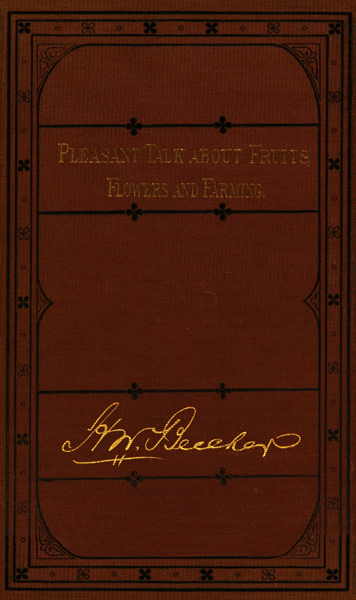 PLEASANT TALK ABOUT FRUITS,
FLOWERS AND FARMING.
H.W. Beecher